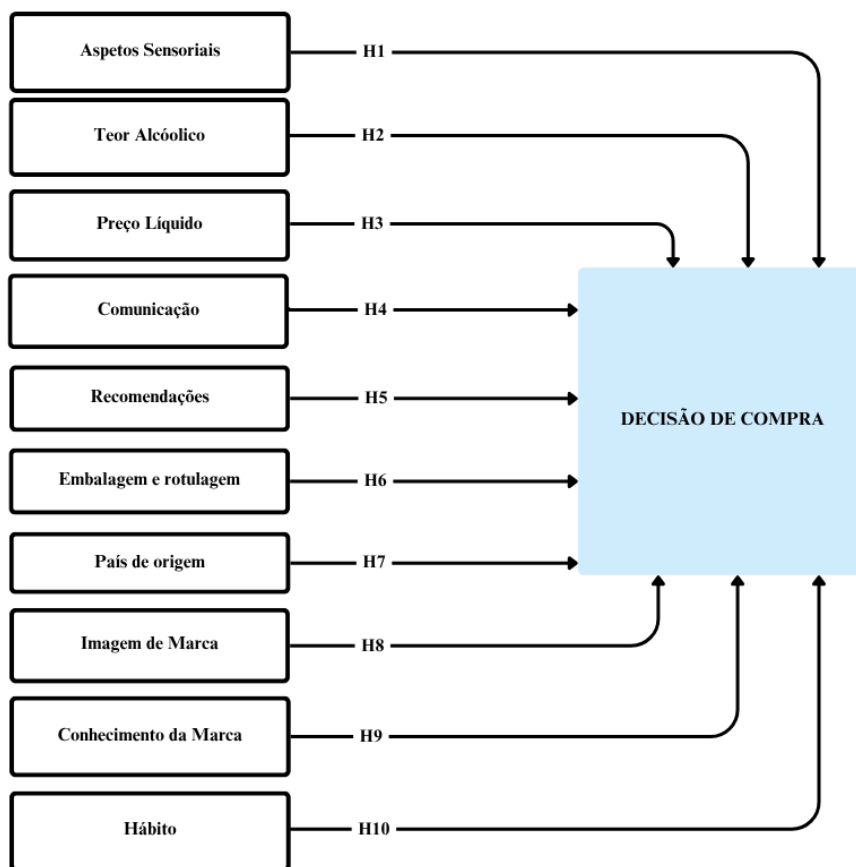 Aspetos Sensoriais
H1
Teor Alcóolico
H2
Preço Líquido
H3
Comunicação
H4
Recomendações
H5
DECISÃO DE COMPRA
Embalagem e rotulagem
H6
País de origem
H7
Imagem de Marca
H8
Conhecimento da Marca
H9
Hábito
H10